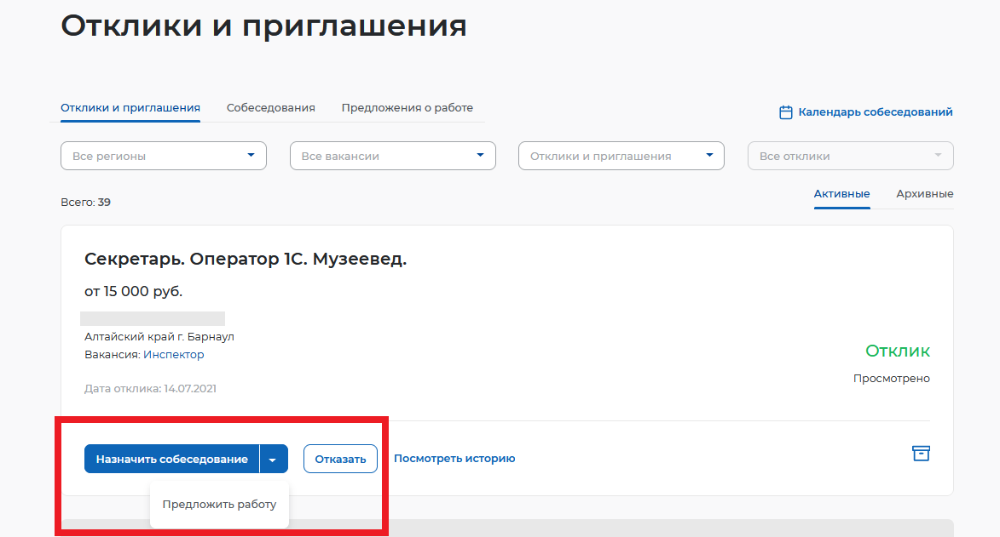 Отклики и приглашения
Отклики и приглашения Собеседования Предложения о работе
Календарь собеседований
Все регионы Все вакансии Отклики и приглашения Все отклики
Всего: 39
Активные Архивные
Секретарь. Оператор 1С. Музеевед.
от 15 000 руб.
Алтайский край г. Барнаул
Вакансия: Инспектор
Отклик
Просмотрено
Дата отклика: 14.07.2021
Назначить собеседование Отказать Посмотреть историю
Предложить работу